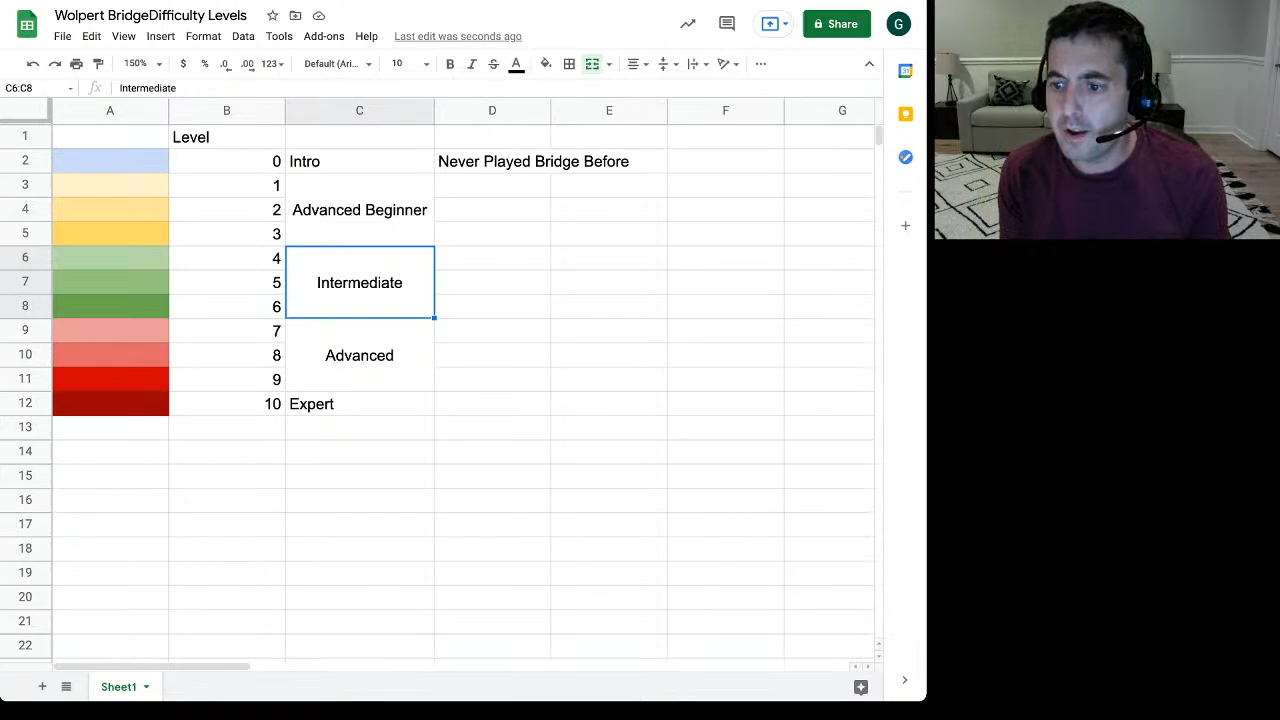 Wolpert BridgeDifficulty Levels
File Edit View Insert Format Data Tools Add-ons Help Last edit was seconds ago
Share
G
150% $ % .0 .00 123 Default (Ari... 10 B I S A
C6:C8 fx Intermediate
A B C D E F G
1 Level
2 0 Intro Never Played Bridge Before
3 1
4 2 Advanced Beginner
5 3
6 4
7 5 Intermediate
8 6
9 7
10 8 Advanced
11 9
12 10 Expert
13
14
15
16
17
18
19
20
21
22
31
Sheet1